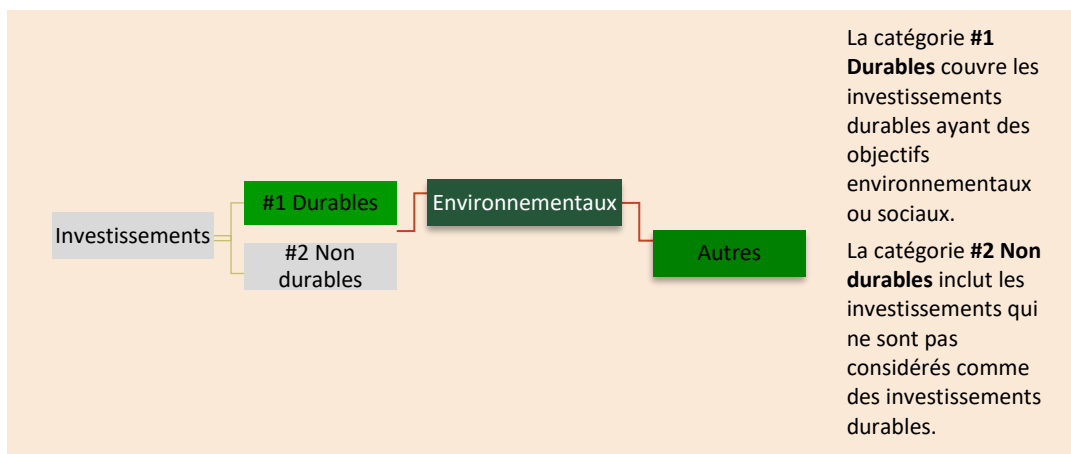 Investissements
#1 Durables
#2 Non
durables
Environnementaux
Autres
La catégorie #1
Durables couvre les
investissements
durables ayant des
objectifs
environnementaux
ou sociaux.
La catégorie #2 Non
durables inclut les
investissements qui
ne sont pas
considérés comme
des investissements
durables.